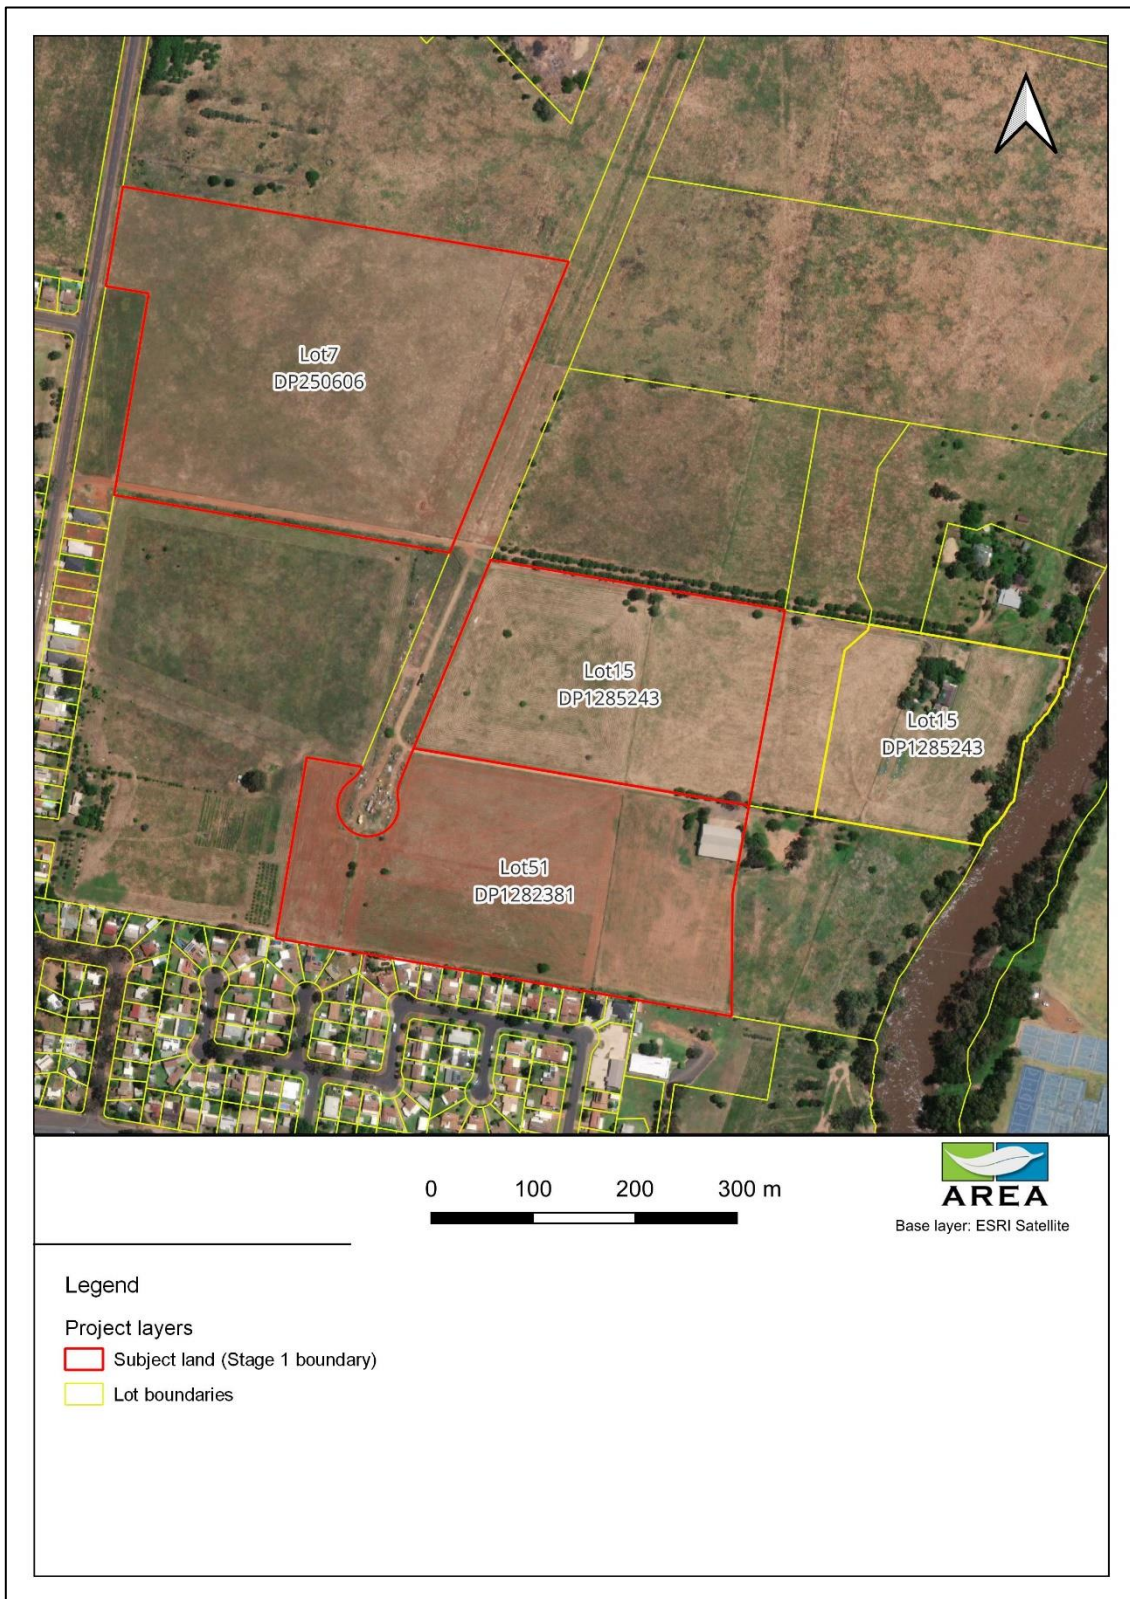 Lot7
DP250606
Lot15
DP1285243
Lot15
DP1285243
Lot51
DP1282381
0 100 200 300 m
AREA
Base layer: ESRI Satellite
Legend
Project layers
Subject land (Stage 1 boundary)
Lot boundaries